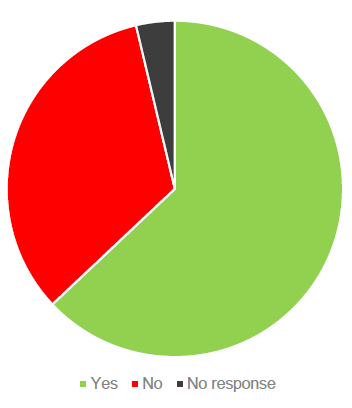 Yes No No response